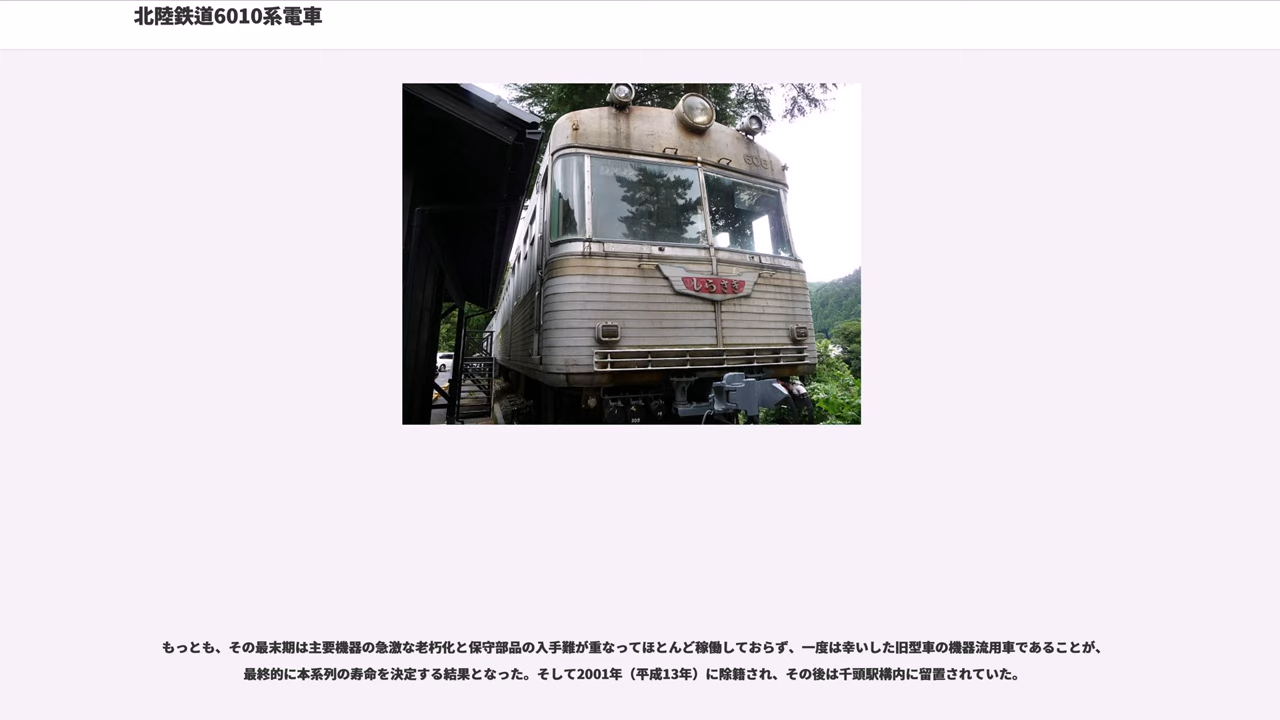 北陸鉄道6010系電車
しらさぎ
もっとも、その最末期は主要機器の急激な老朽化と保守部品の入手難が重なってほとんど稼働しておらず、一度は幸いした旧型車の機器流用車であることが、
最終的に本系列の寿命を決定する結果となった。そして2001年（平成13年）に除籍され、その後は千頭駅構内に留置されていた。